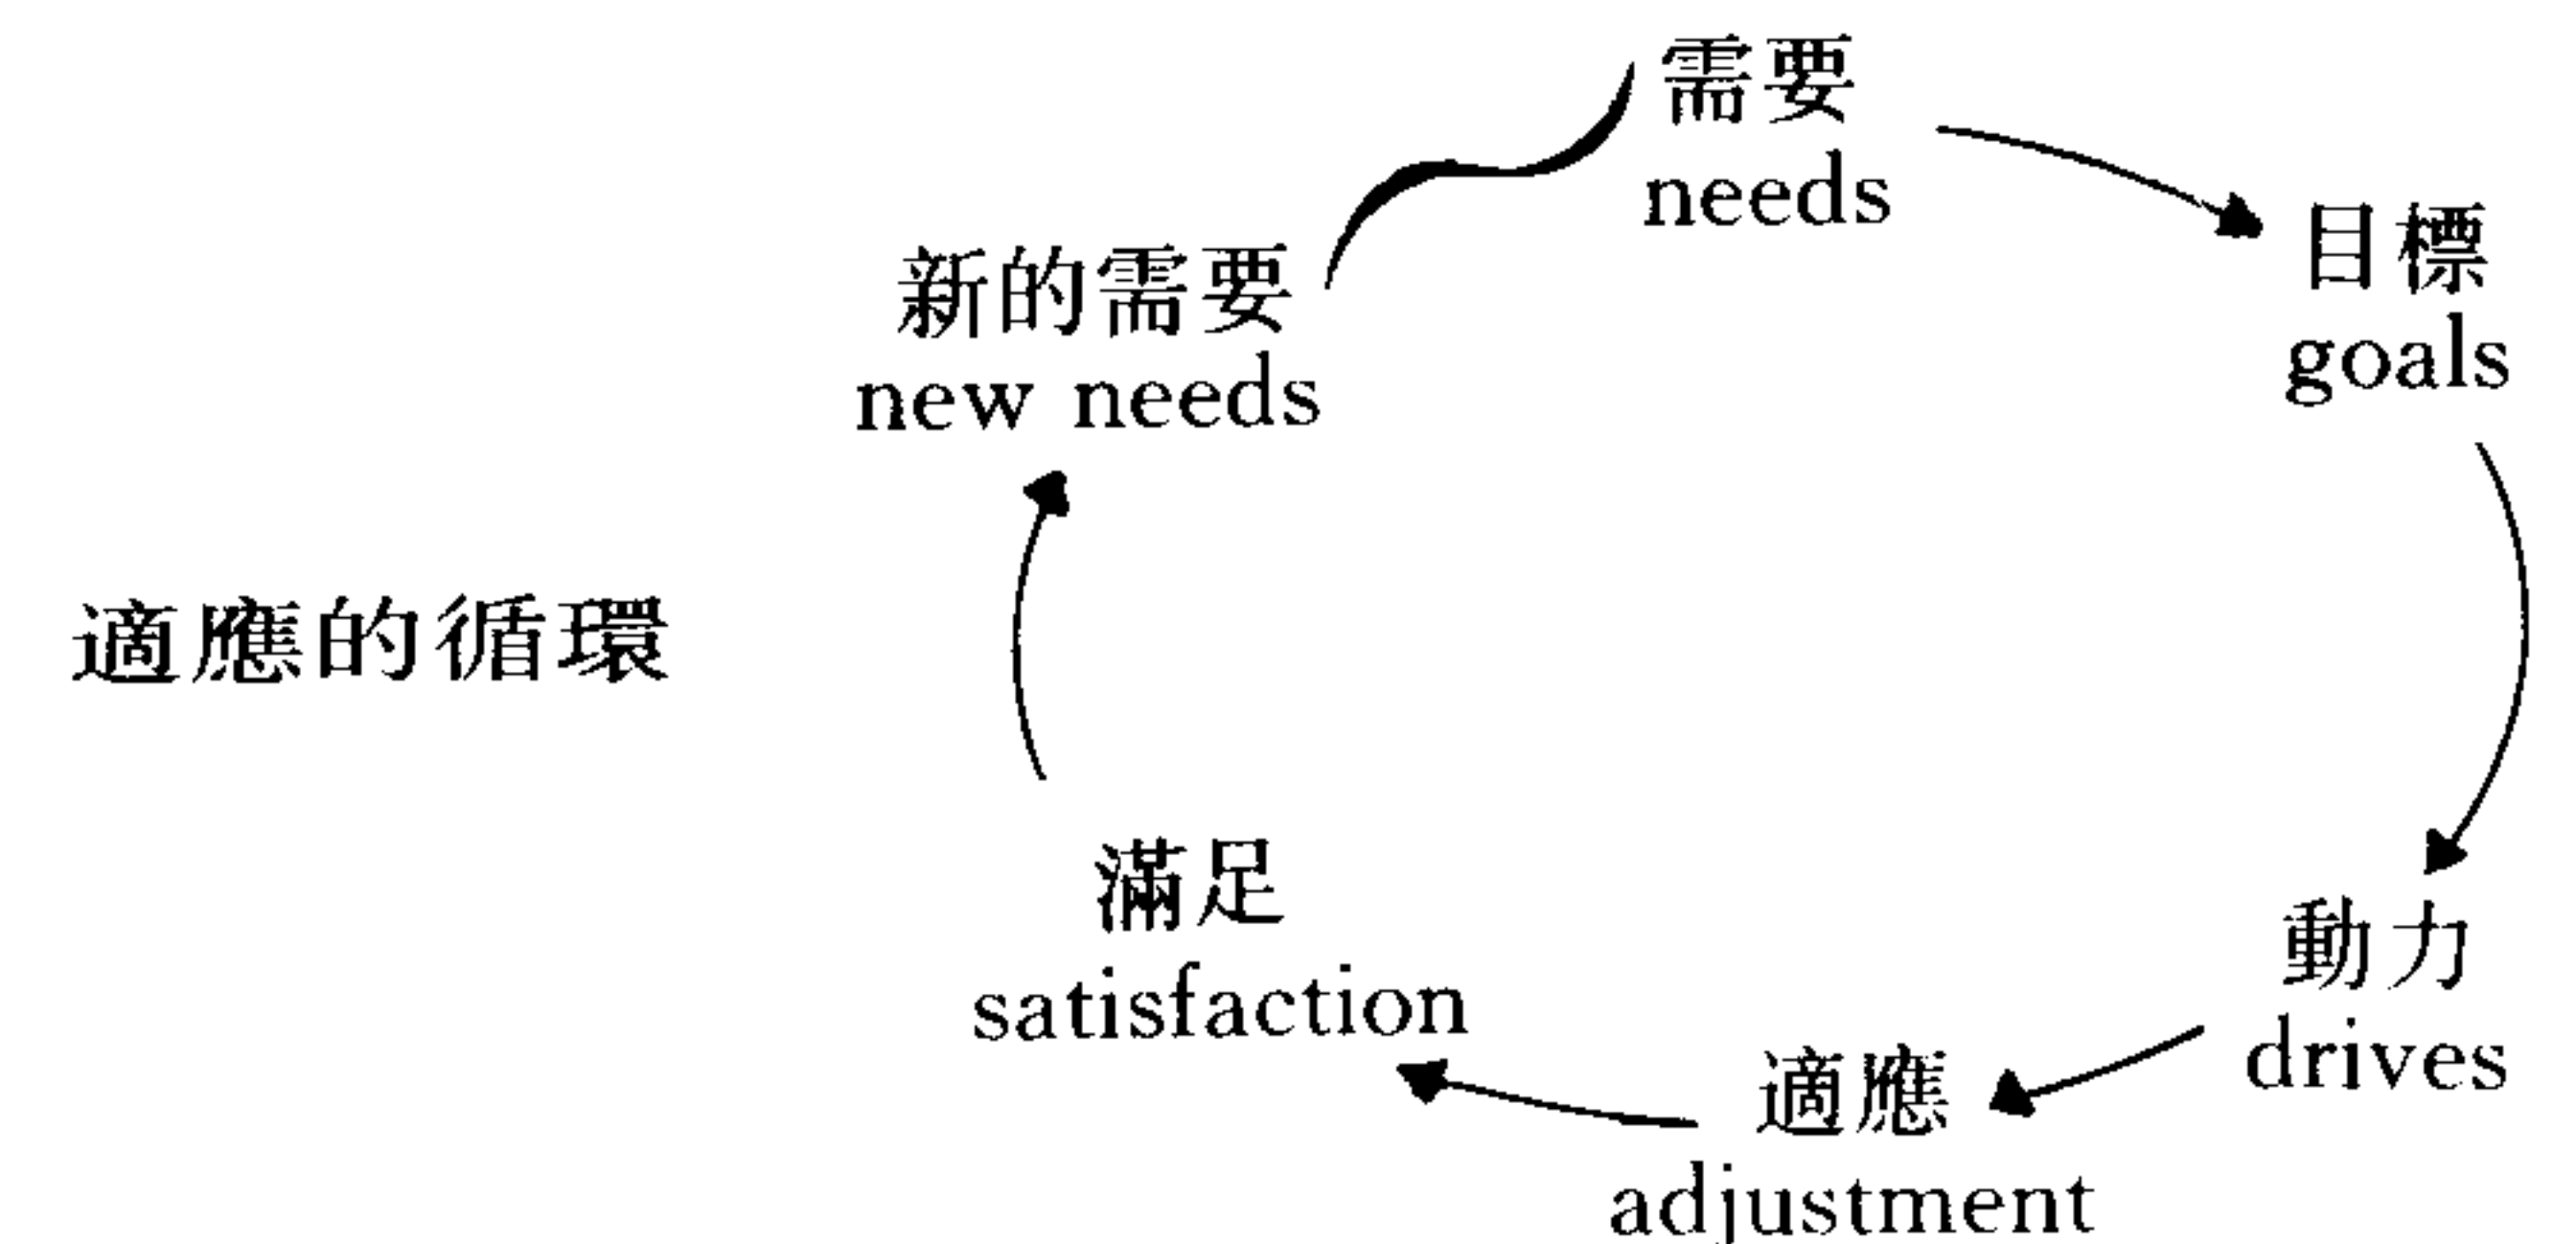 需要
needs
目標
goals
新的需要
new needs
適應的循環
滿足
satisfaction
動力
drives
適應
adjustment